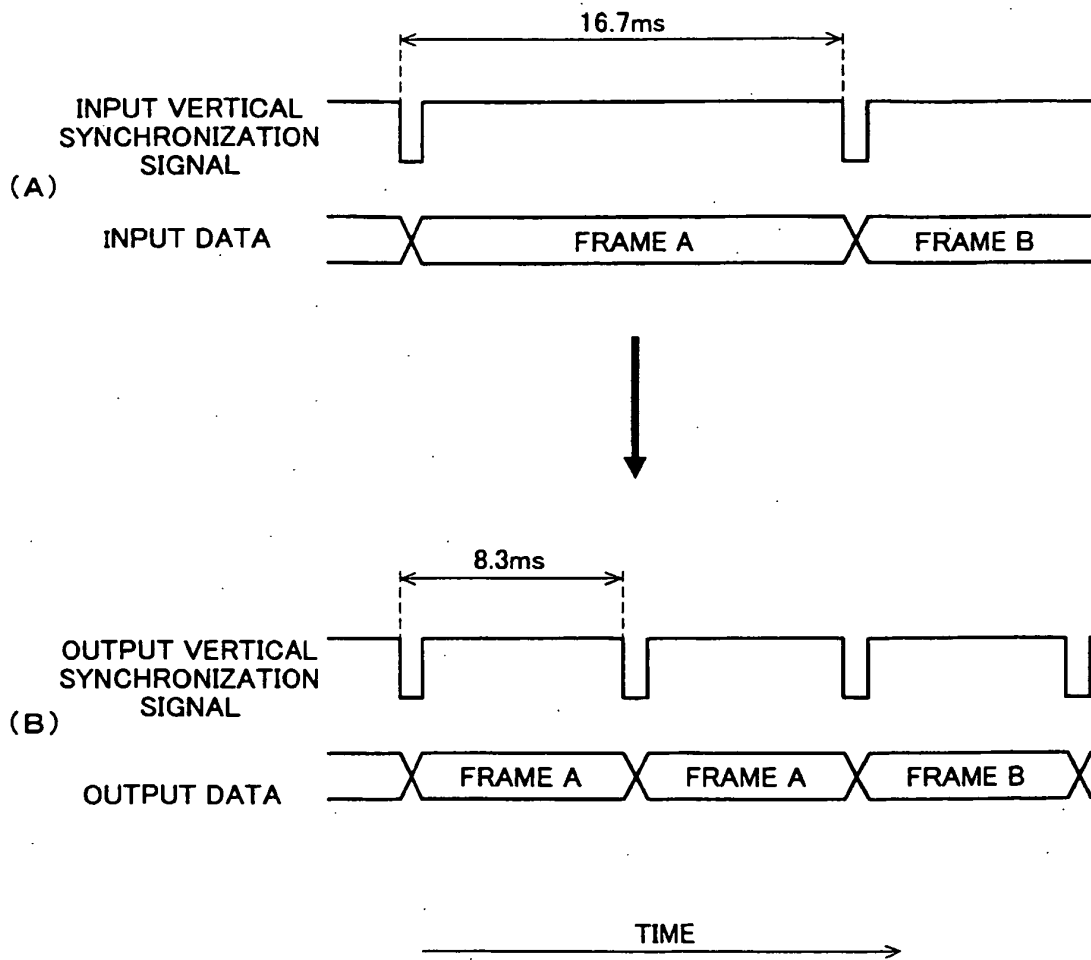 16.7ms
INPUT VERTICAL
SYNCHRONIZATION
SIGNAL
(A)
INPUT DATA
FRAME A
FRAME B
8.3ms
OUTPUT VERTICAL
SYNCHRONIZATION
SIGNAL
(B)
OUTPUT DATA
FRAME A
FRAME A
FRAME B
TIME